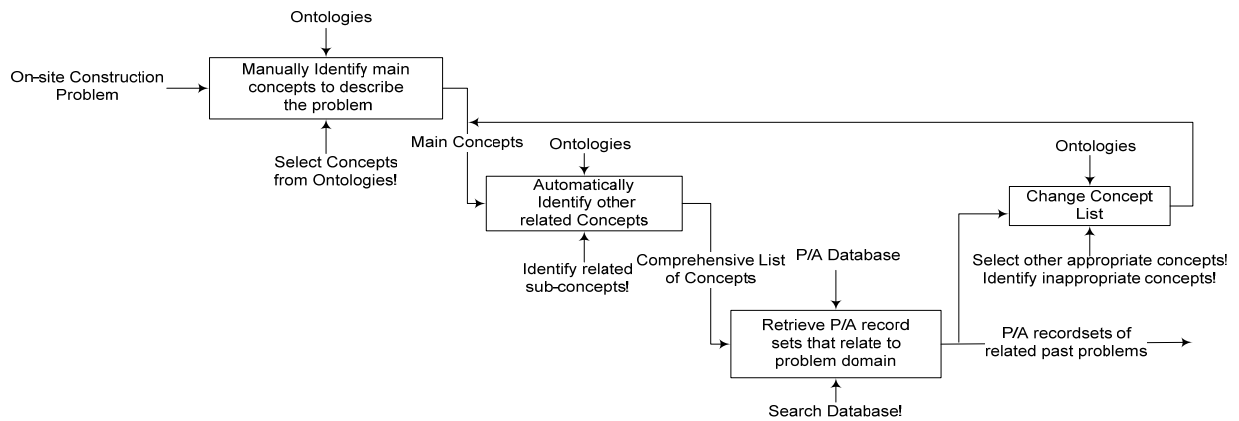 Ontologies
On-site Construction
Problem
Manually Identify main
concepts to describe
the problem
Select Concepts
from Ontologies!
Main Concepts
Ontologies
Automatically
Identify other
related Concepts
Identify related
sub-concepts!
Comprehensive List
of Concepts
P/A Database
Retrieve P/A record
sets that relate to
problem domain
Search Database!
Ontologies
Change Concept
List
Select other appropriate concepts!
Identify inappropriate concepts!
P/A recordsets of
related past problems